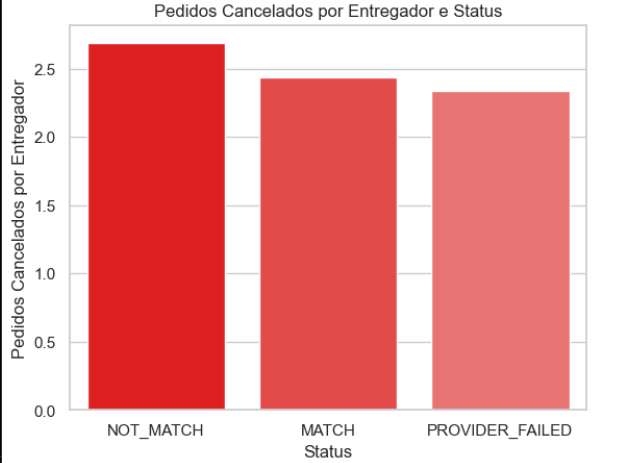 Pedidos Cancelados por Entregador e Status
Pedidos Cancelados por Entregador
2.5
2.0
1.5
1.0
0.5
0.0
NOT_MATCH
MATCH
PROVIDER_FAILED
Status